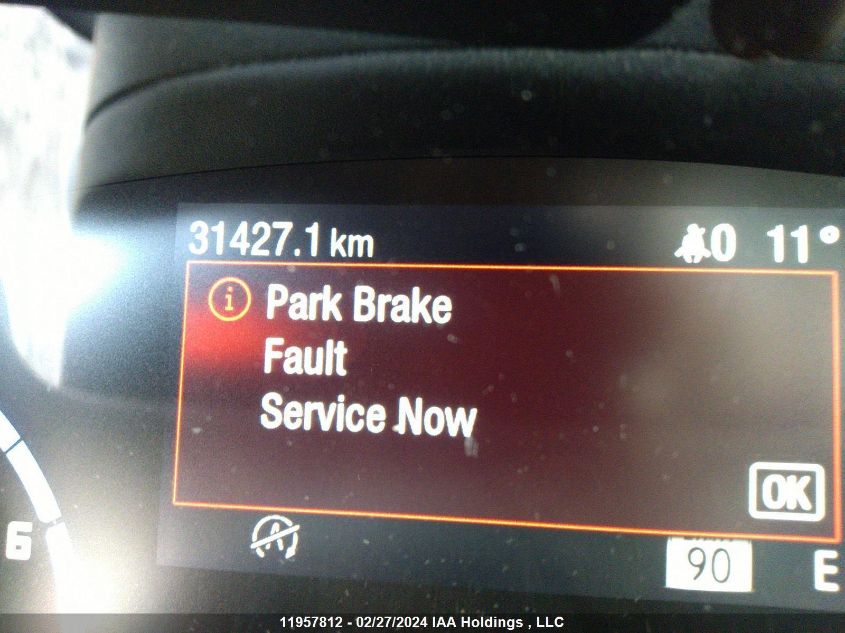 31427.1 km 0 11°
Park Brake
Fault
Service Now
OK
6
90 E
11957812 - 02/27/2024 IAA Holdings , LLC